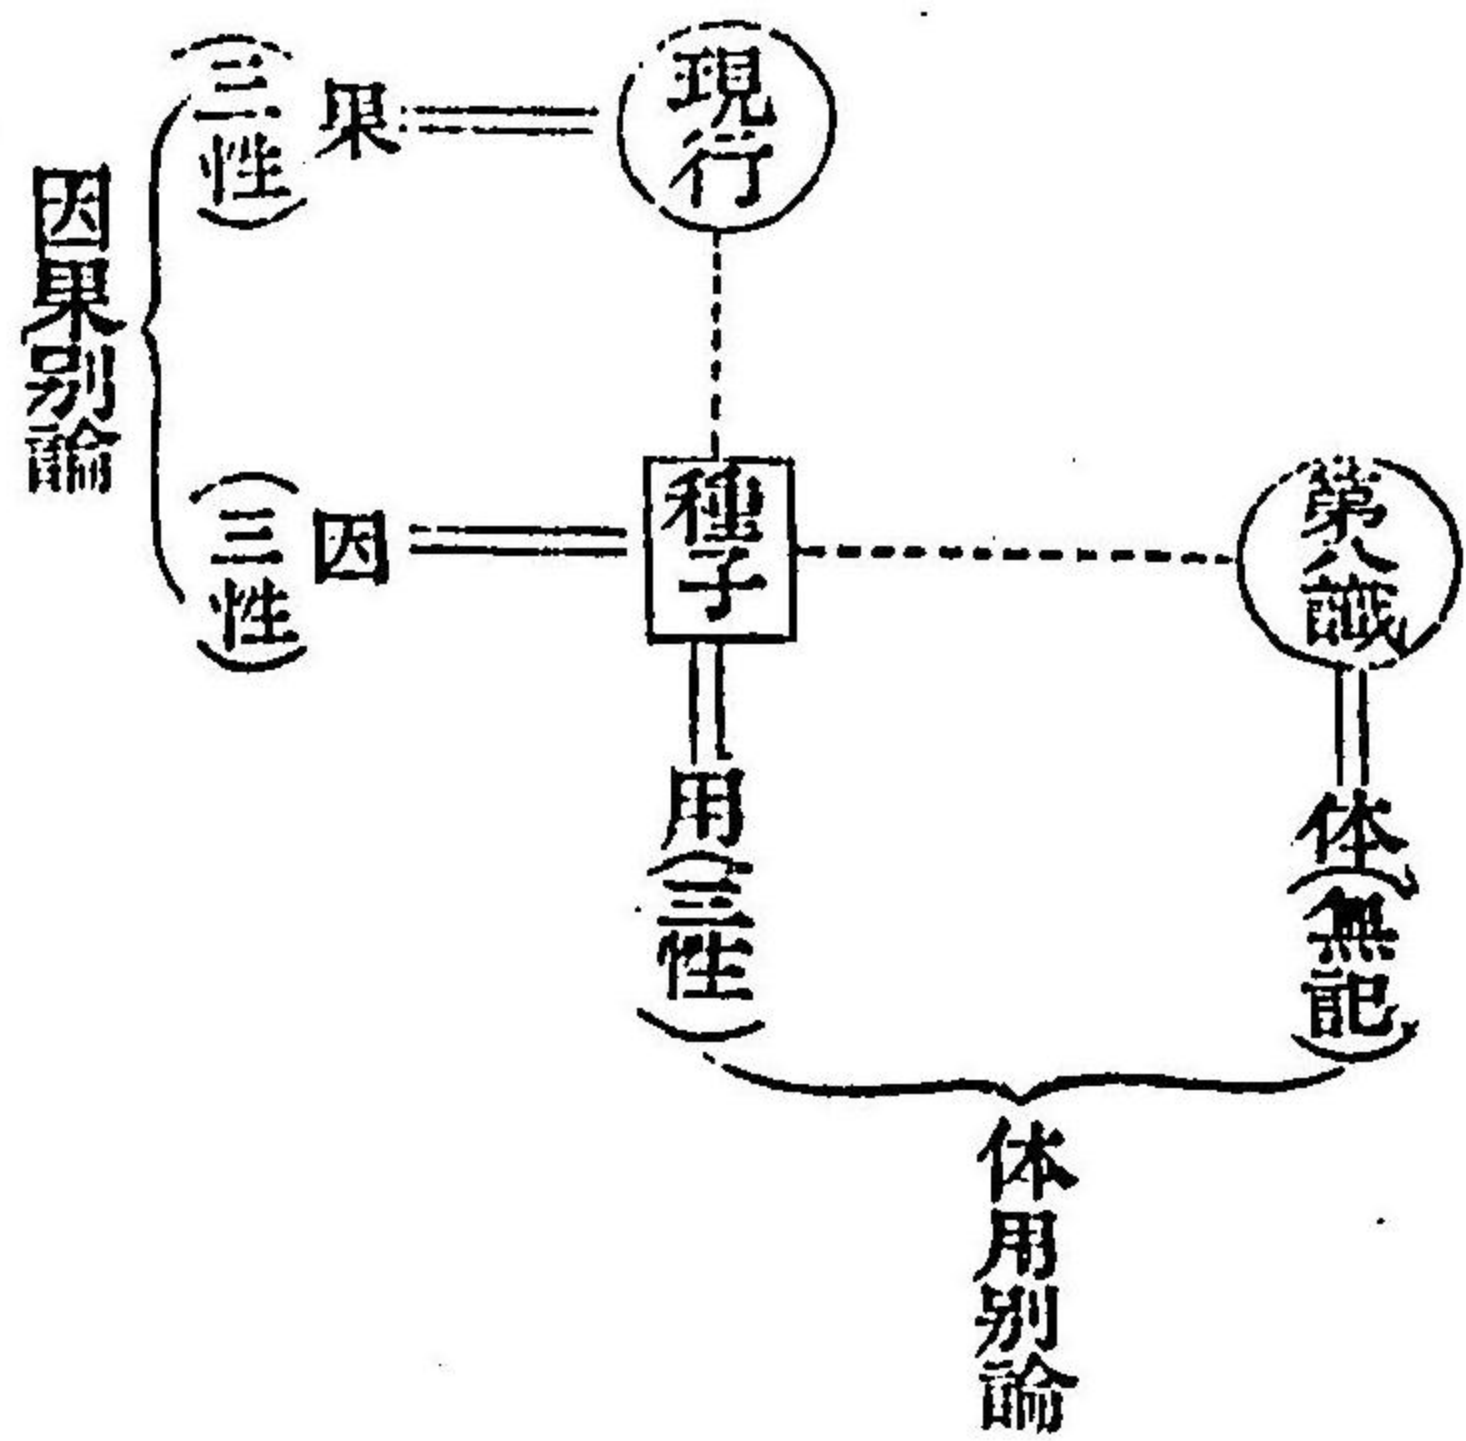 現行
果(三性)
因果別論
種子
因(三性)
第八識
用(三性)
体(無記)
体用別論